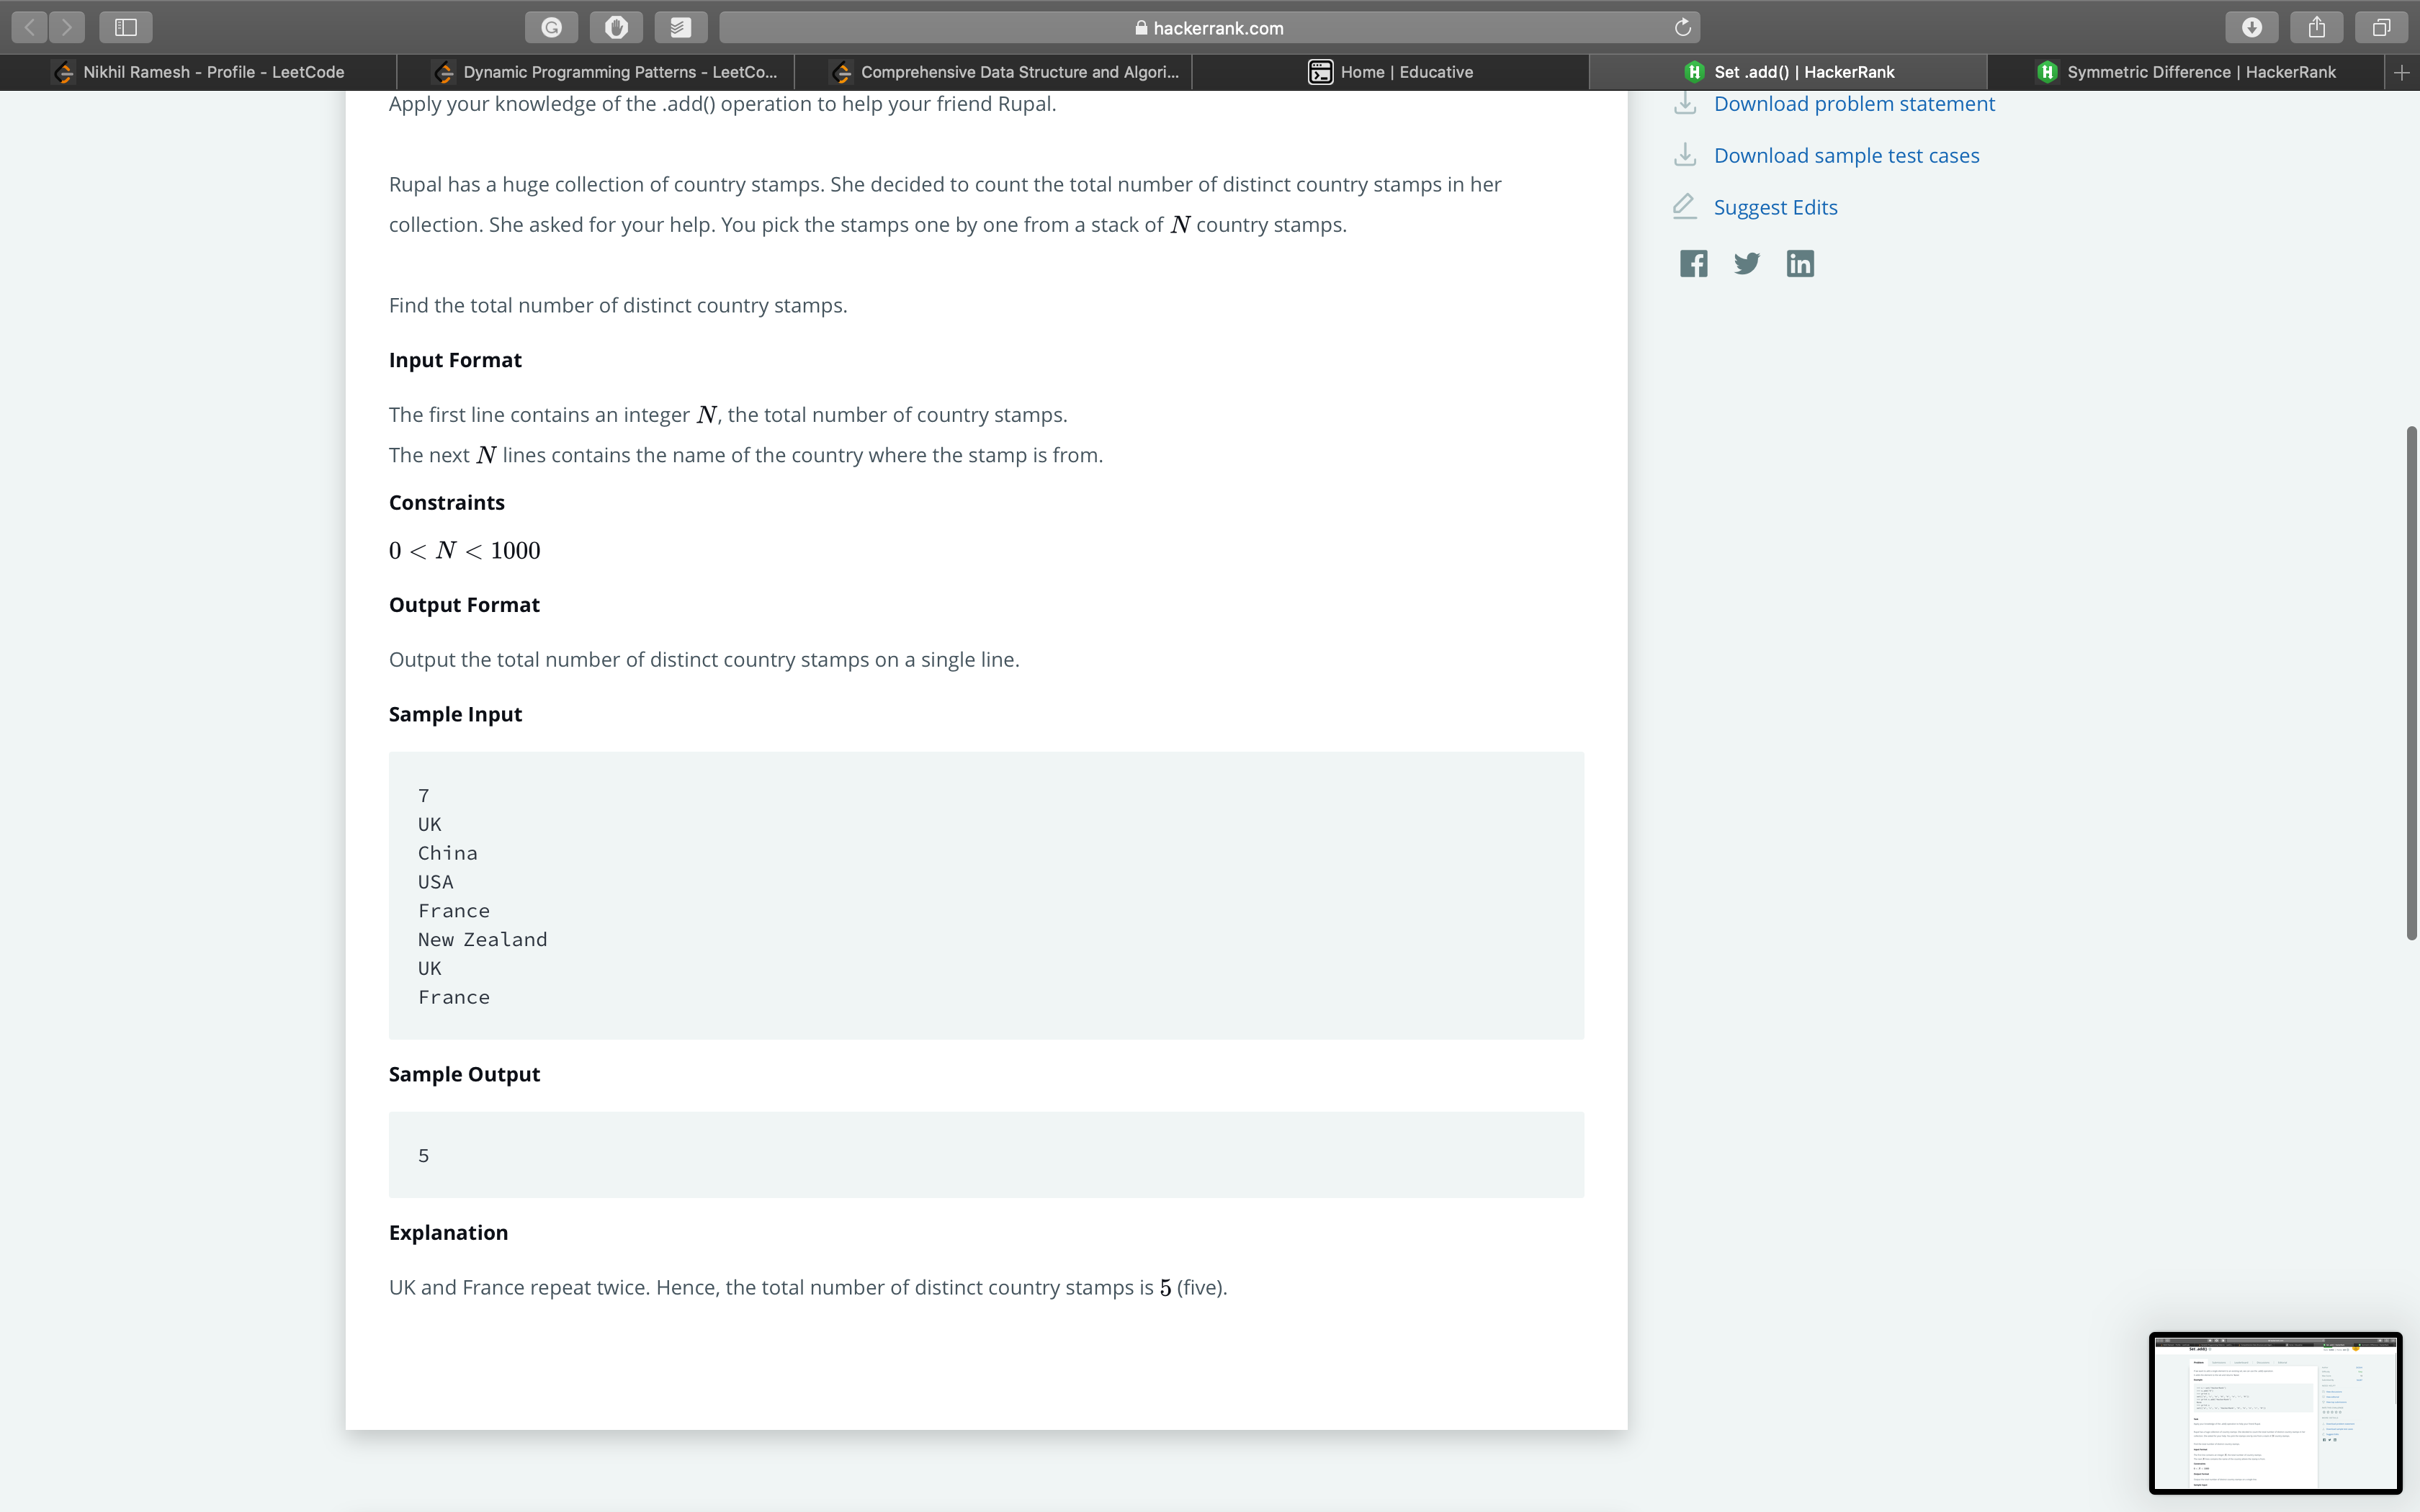 hackerrank.com
Nikhil Ramesh - Profile - LeetCode
Dynamic Programming Patterns - LeetCo...
Comprehensive Data Structure and Algori...
Home | Educative
Set .add() | HackerRank
Symmetric Difference | HackerRank
Apply your knowledge of the .add() operation to help your friend Rupal.
Download problem statement
Download sample test cases
Suggest Edits
Rupal has a huge collection of country stamps. She decided to count the total number of distinct country stamps in her
collection. She asked for your help. You pick the stamps one by one from a stack of N country stamps.
Find the total number of distinct country stamps.
Input Format
The first line contains an integer N, the total number of country stamps.
The next N lines contains the name of the country where the stamp is from.
Constraints
0 < N < 1000
Output Format
Output the total number of distinct country stamps on a single line.
Sample Input
7
UK
China
USA
France
New Zealand
UK
France
Sample Output
5
Explanation
UK and France repeat twice. Hence, the total number of distinct country stamps is 5 (five).